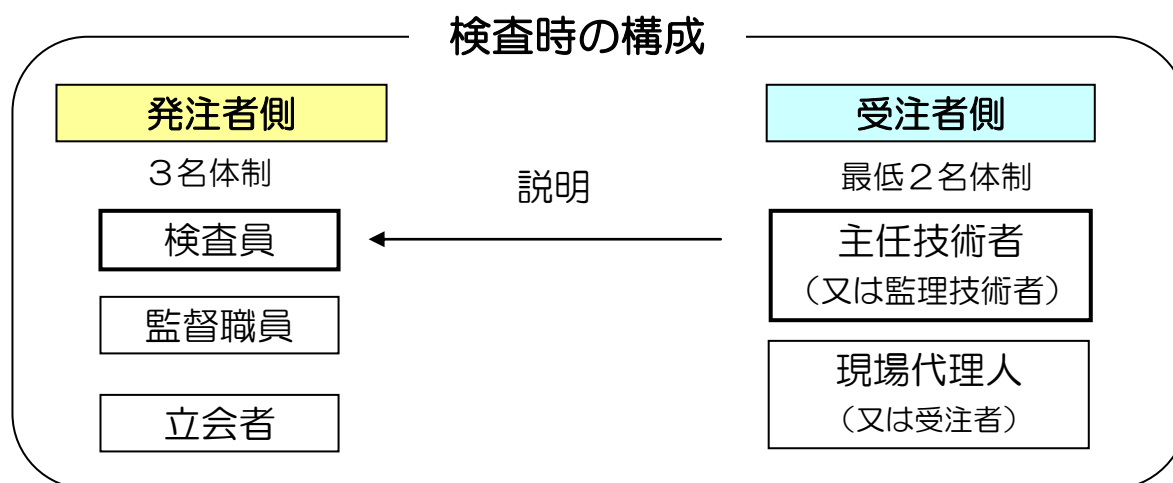 検査時の構成
発注者側
３名体制
検査員
監督職員
立会者
説明
受注者側
最低２名体制
主任技術者
（又は監理技術者）
現場代理人
（又は受注者）